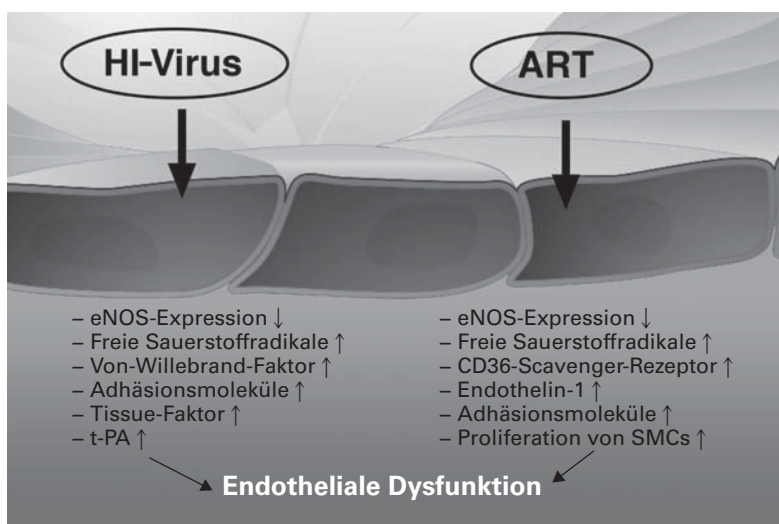 HI-Virus
ART
– eNOS-Expression ↓
– Freie Sauerstoffradikale ↑
– Von-Willebrand-Faktor ↑
– Adhäsionsmoleküle ↑
– Tissue-Faktor ↑
– t-PA ↑
– eNOS-Expression ↓
– Freie Sauerstoffradikale ↑
– CD36-Scavenger-Rezeptor ↑
– Endothelin-1 ↑
– Adhäsionsmoleküle ↑
– Proliferation von SMCs ↑
Endotheliale Dysfunktion